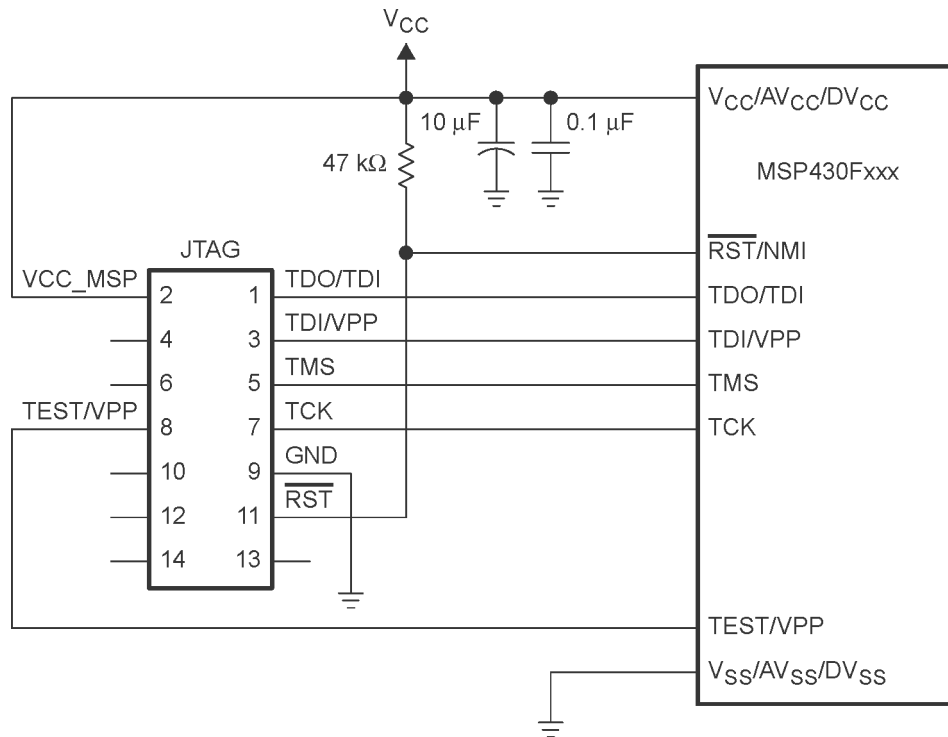 VCC
10 μF
0.1 μF
47 kΩ
VCC/AVCC/DVCC
MSP430Fxxx
JTAG
RST/NMI
VCC_MSP
2
1
TDO/TDI
TDO/TDI
4
3
TDI/VPP
TDI/VPP
6
5
TMS
TMS
TEST/VPP
8
7
TCK
TCK
10
9
GND
12
11
RST
14
13
TEST/VPP
VSS/AVSS/DVSS